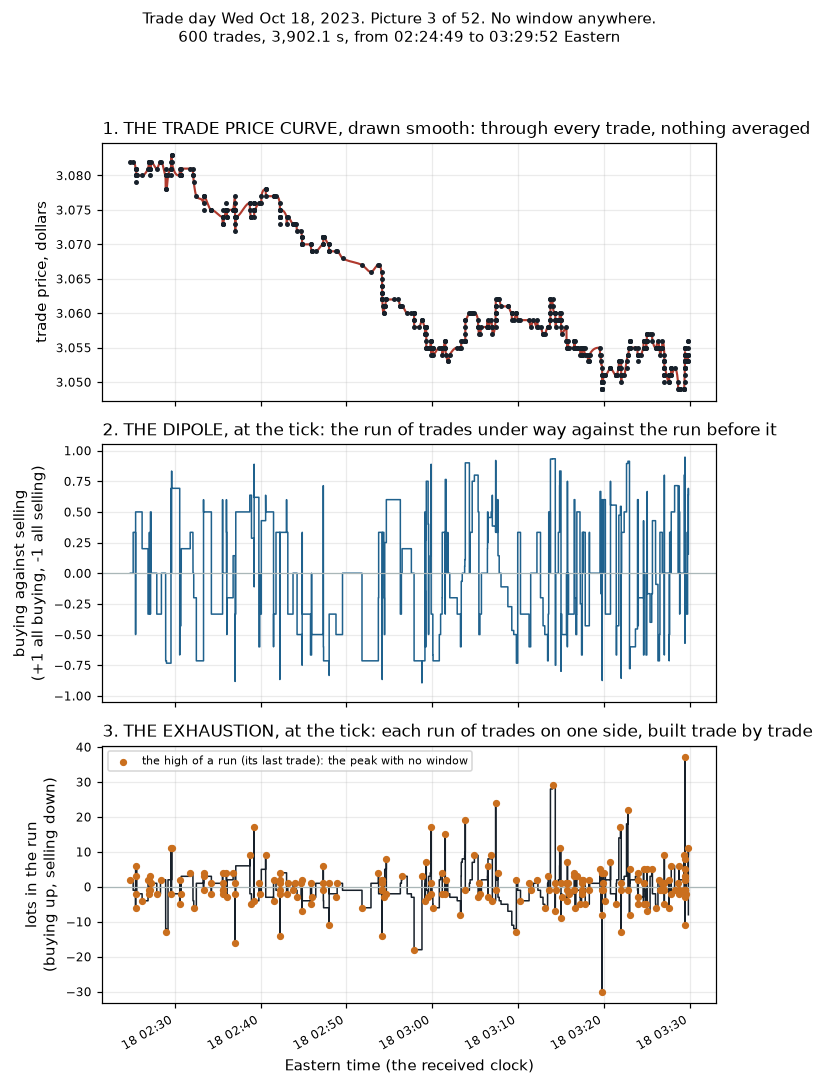 Trade day Wed Oct 18, 2023. Picture 3 of 52. No window anywhere.
600 trades, 3,902.1 s, from 02:24:49 to 03:29:52 Eastern
1. THE TRADE PRICE CURVE, drawn smooth: through every trade, nothing averaged
trade price, dollars
3.080
3.075
3.070
3.065
3.060
3.055
3.050
2. THE DIPOLE, at the tick: the run of trades under way against the run before it
buying against selling
(+1 all buying, -1 all selling)
1.00
0.75
0.50
0.25
0.00
−0.25
−0.50
−0.75
−1.00
3. THE EXHAUSTION, at the tick: each run of trades on one side, built trade by trade
the high of a run (its last trade): the peak with no window
lots in the run
(buying up, selling down)
40
30
20
10
0
−10
−20
−30
18 02:30
18 02:40
18 02:50
18 03:00
18 03:10
18 03:20
18 03:30
Eastern time (the received clock)